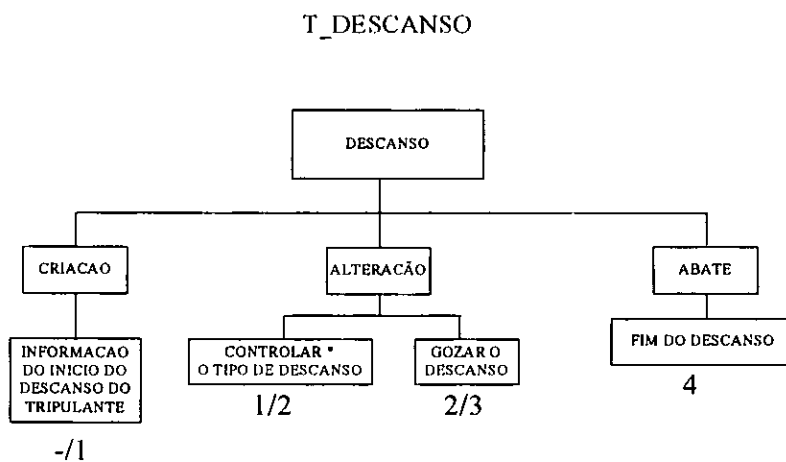 T_DESCANSO
DESCANSO
CRIACAO
ALTERACÃO
ABATE
INFORMACAO
DO INICIO DO
DESCANSO DO
TRIPULANTE
CONTROLAR *
O TIPO DE DESCANSO
GOZAR O
DESCANSO
FIM DO DESCANSO
-/1
1/2
2/3
4